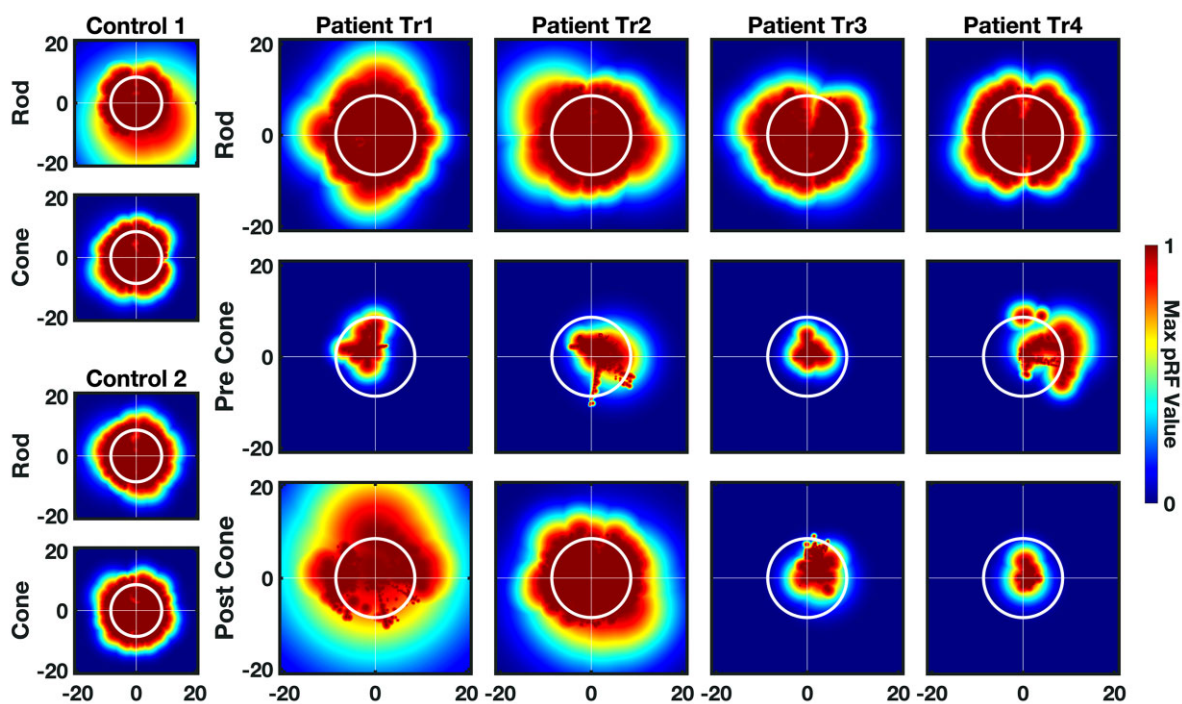 Control 1
Patient Tr1
Patient Tr2
Patient Tr3
Patient Tr4
20
0
-20
Rod
20
0
-20
Rod
20
0
-20
Cone
20
0
-20
Pre Cone
Control 2
20
0
-20
Rod
20
0
-20
Post Cone
20
0
-20
Cone
-20 0 20
-20 0 20
-20 0 20
-20 0 20
-20 0 20
1
Max pRF Value
0